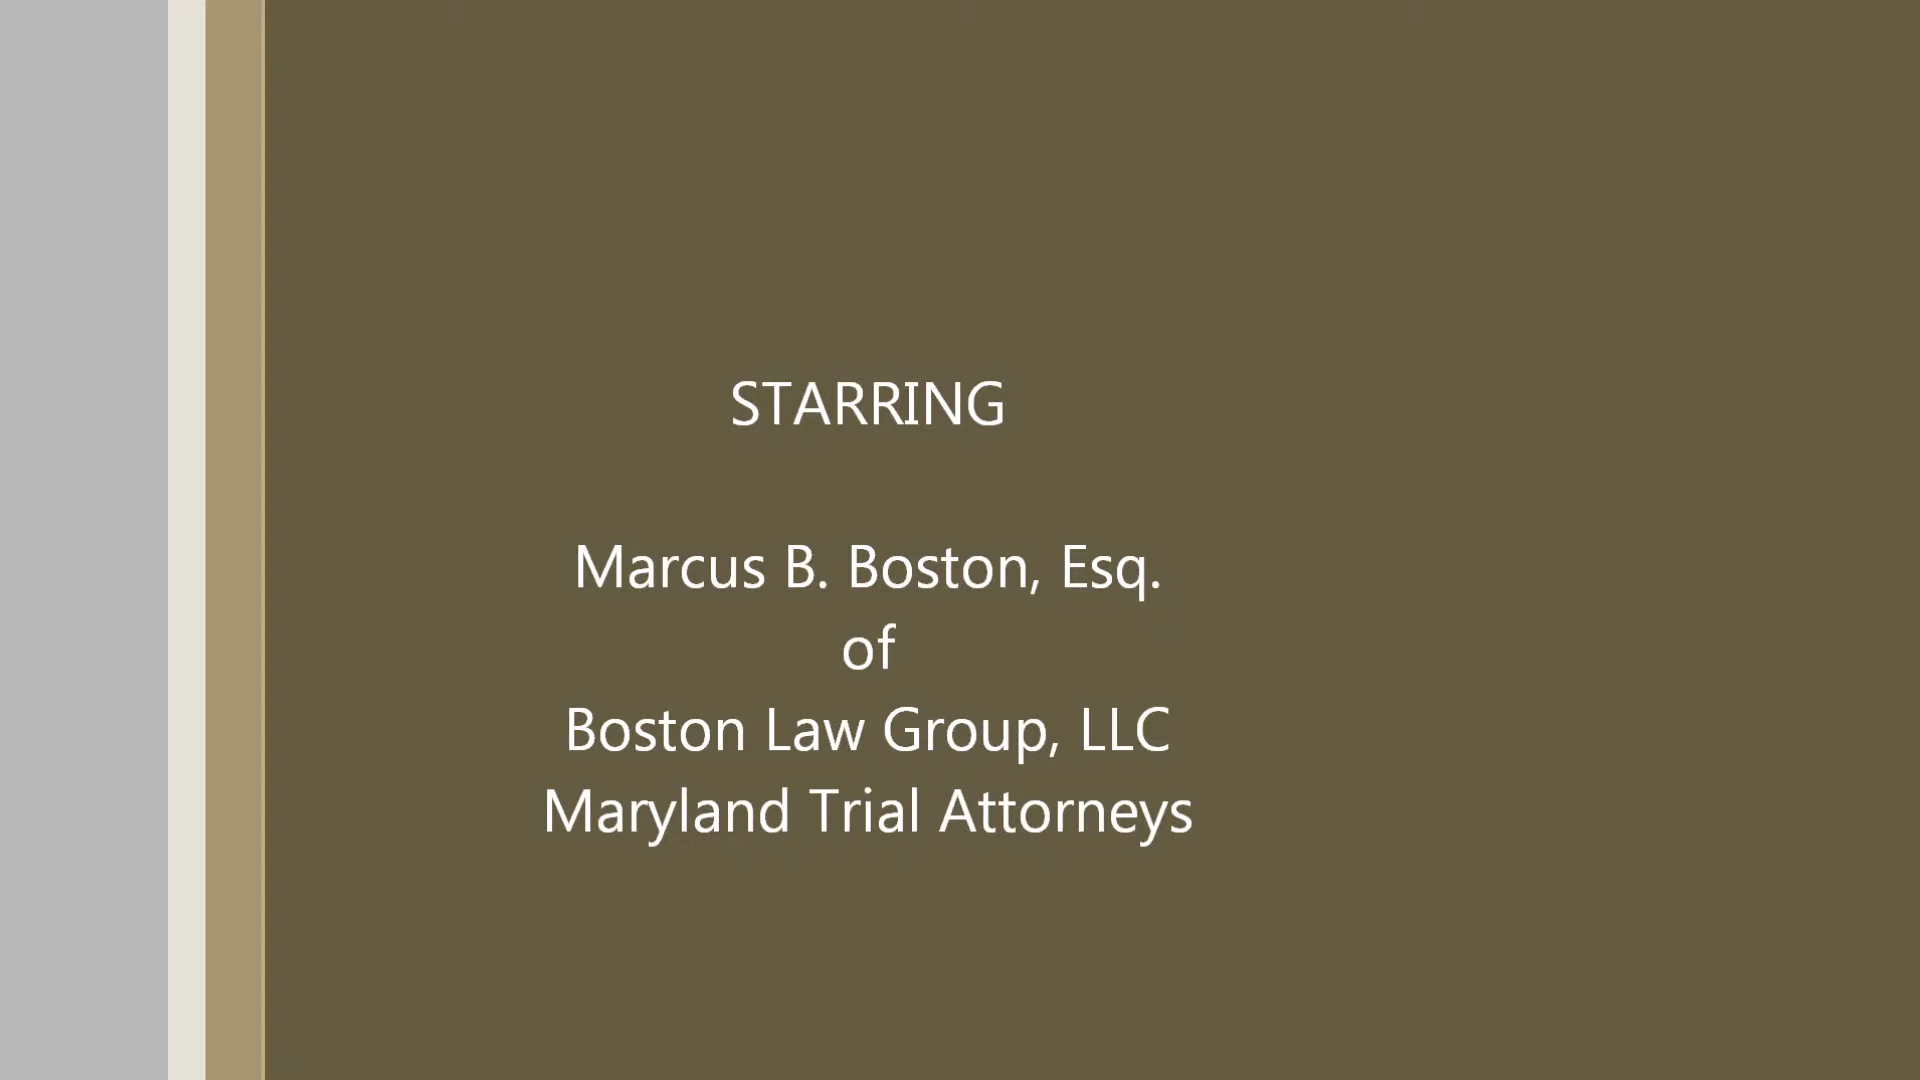 STARRING
Marcus B. Boston, Esq.
of
Boston Law Group, LLC
Maryland Trial Attorneys